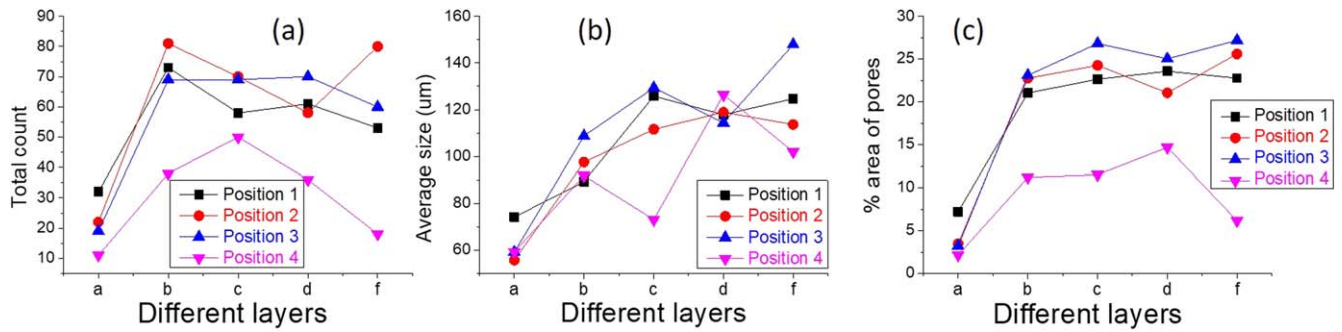 (a)
Total count
90
80
70
60
50
40
30
20
10
a b c d f
Different layers
Position 1
Position 2
Position 3
Position 4
(b)
Average size (um)
160
140
120
100
80
60
a b c d f
Different layers
Position 1
Position 2
Position 3
Position 4
(c)
% area of pores
30
25
20
15
10
5
0
a b c d f
Different layers
Position 1
Position 2
Position 3
Position 4